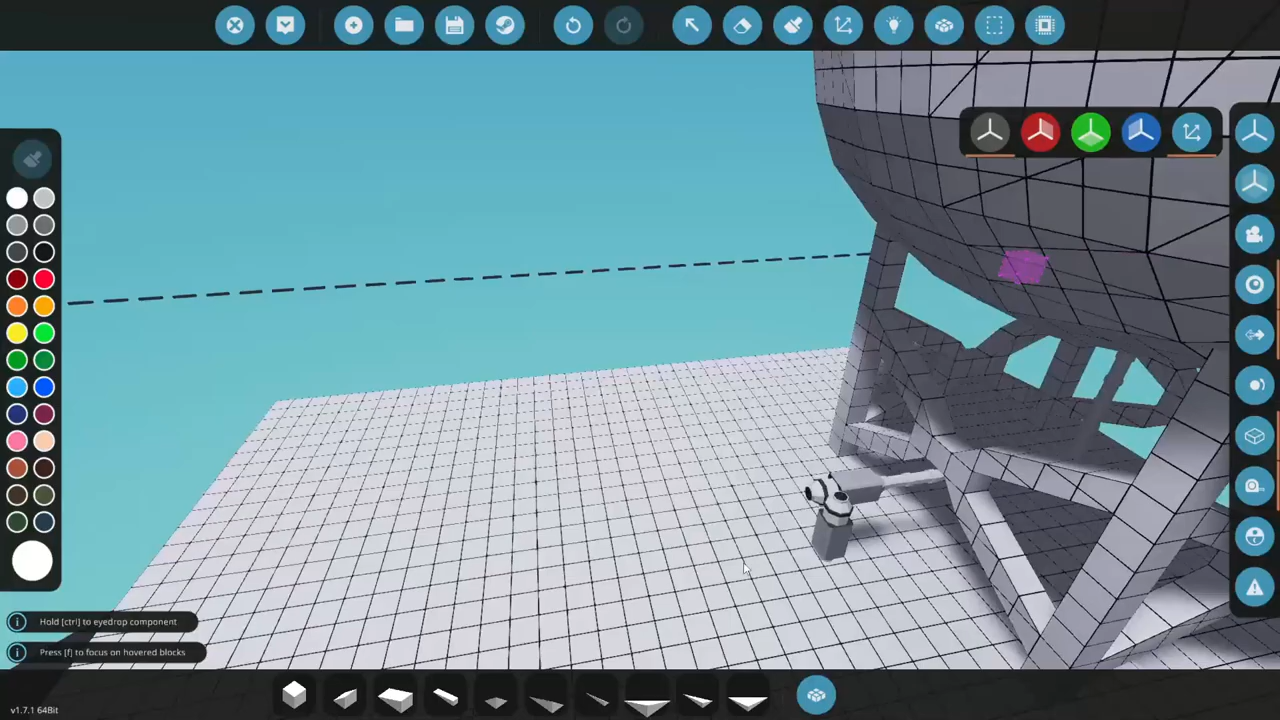 Hold [ctrl] to eyedrop component
Press [f] to focus on hovered blocks
v1.7.1 64Bit